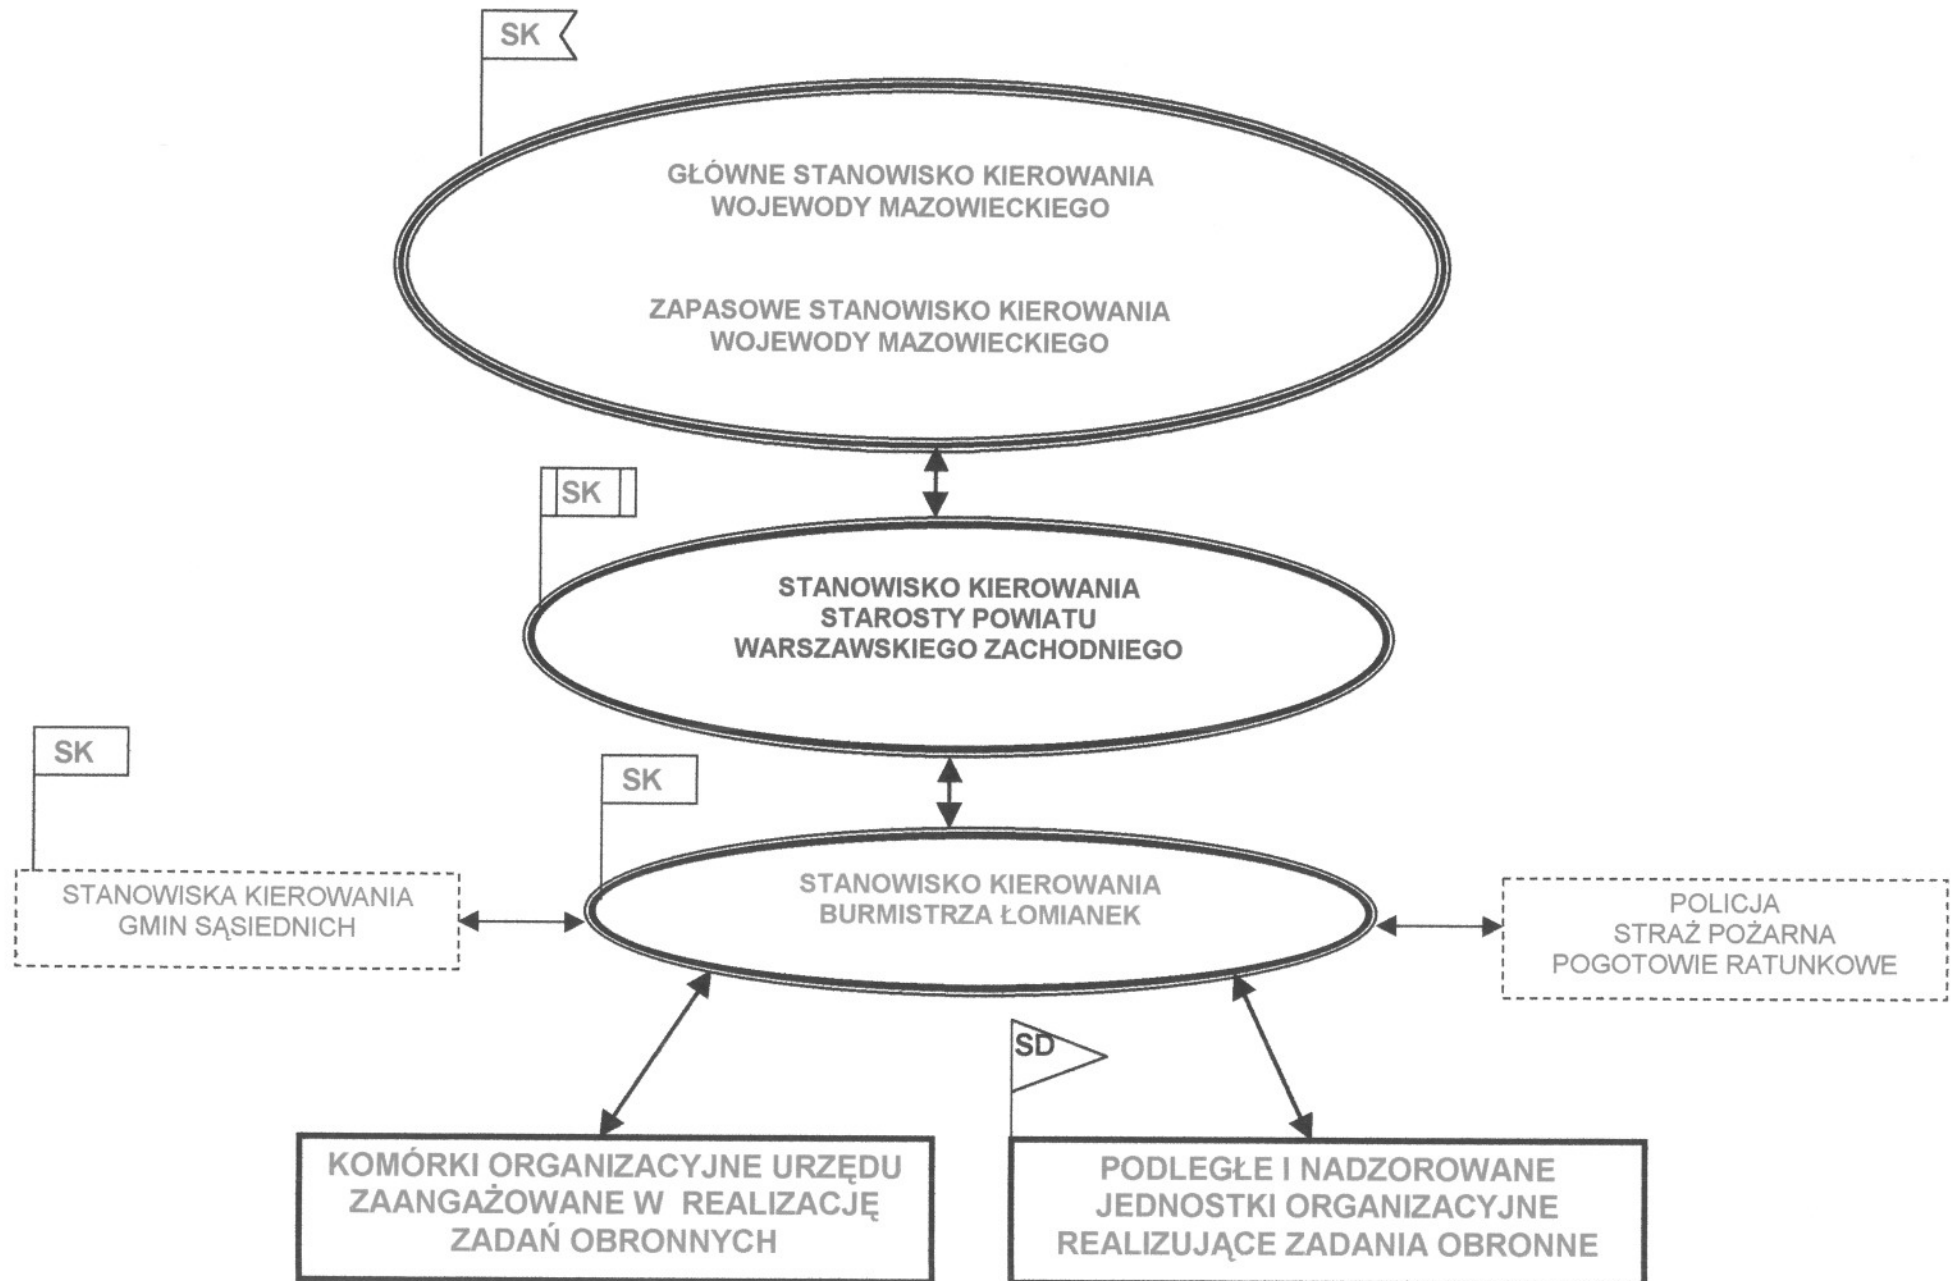 SK
GŁÓWNE STANOWISKO KIEROWANIA
WOJEWODY MAZOWIECKIEGO
ZAPASOWE STANOWISKO KIEROWANIA
WOJEWODY MAZOWIECKIEGO
SK
STANOWISKO KIEROWANIA
STAROSTY POWIATU
WARSZAWSKIEGO ZACHODNIEGO
SK
SK
STANOWISKA KIEROWANIA
GMIN SĄSIEDNICH
STANOWISKO KIEROWANIA
BURMISTRZA ŁOMIANEK
POLICJA
STRAŻ POŻARNA
POGOTOWIE RATUNKOWE
SD
KOMÓRKI ORGANIZACYJNE URZĘDU
ZAANGAŻOWANE W REALIZACJĘ
ZADAŃ OBRONNYCH
PODLEGŁE I NADZOROWANE
JEDNOSTKI ORGANIZACYJNE
REALIZUJĄCE ZADANIA OBRONNE